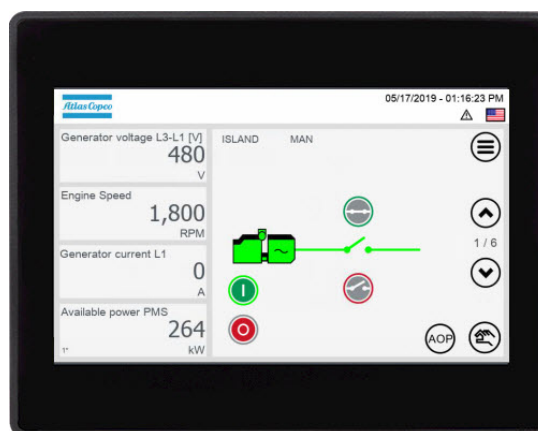 Atlas Copco
05/17/2019 - 01:16:23 PM
Generator voltage L3-L1 [V]
480
V
ISLAND MAN
Engine Speed
1,800
RPM
1 / 6
Generator current L1
0
A
I
Available power PMS
264
kW
1*
O
AOP